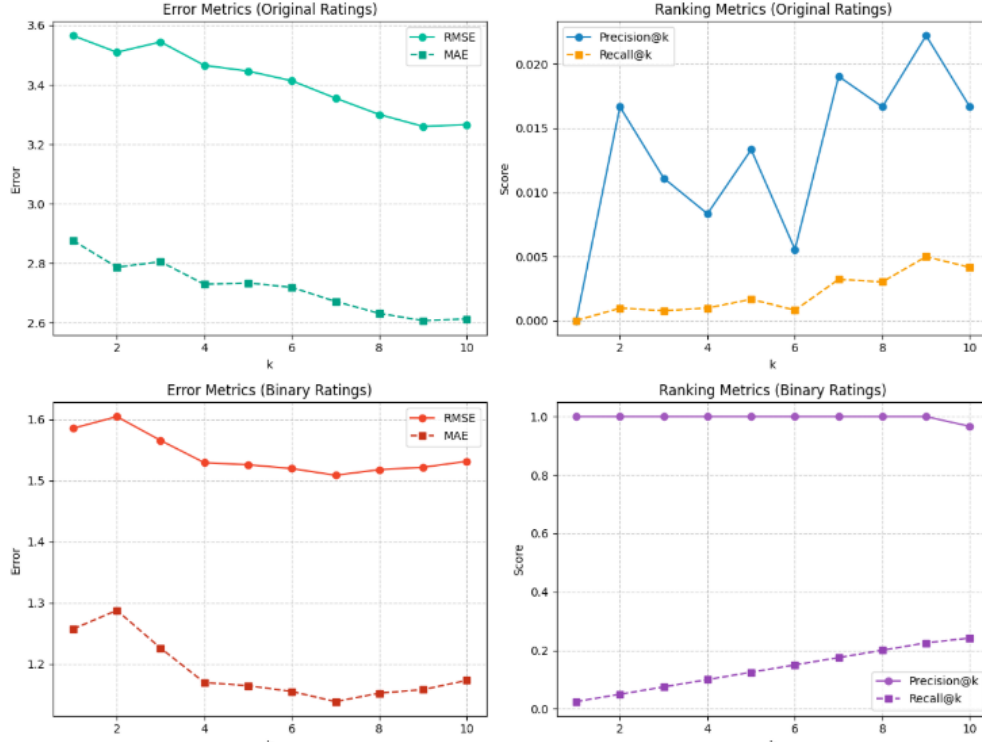 Error Metrics (Original Ratings)
3.6
3.4
3.2
3.0
2.8
2.6
Error
2 4 6 8 10
k
RMSE
MAE
Ranking Metrics (Original Ratings)
0.020
0.015
0.010
0.005
0.000
Score
2 4 6 8 10
k
Precision@k
Recall@k
Error Metrics (Binary Ratings)
1.6
1.5
1.4
1.3
1.2
Error
2 4 6 8 10
RMSE
MAE
Ranking Metrics (Binary Ratings)
1.0
0.8
0.6
0.4
0.2
0.0
Score
2 4 6 8 10
Precision@k
Recall@k